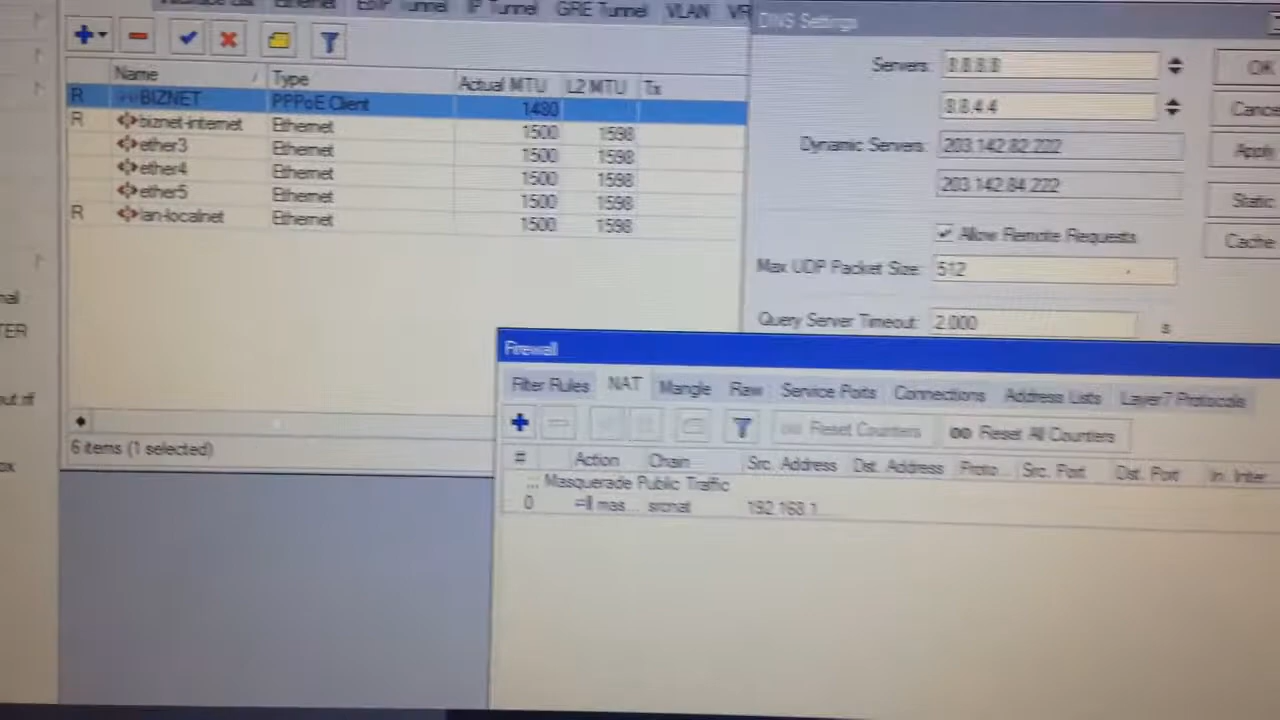 Interface List Ethernet EoIP Tunnel IP Tunnel GRE Tunnel VLAN VR
Name Type Actual MTU L2 MTU Tx
R BIZNET PPPoE Client 1480
R biznet-internet Ethernet 1500 1598
ether3 Ethernet 1500 1598
ether4 Ethernet 1500 1598
ether5 Ethernet 1500 1598
R lan-localnet Ethernet 1500 1598
6 items (1 selected)
DNS Settings
Servers: 8.8.8.8
8.8.4.4
Dynamic Servers: 203.142.82.222
203.142.84.222
Allow Remote Requests
Max UDP Packet Size: 512
Query Server Timeout: 2.000 s
OK
Cance
Apply
Static
Cache
Firewall
Filter Rules NAT Mangle Raw Service Ports Connections Address Lists Layer7 Protocols
Reset Counters Reset All Counters
# Action Chain Src. Address Dst. Address Proto... Src. Port Dst. Port In. Inter
... Masquerade Public Traffic
0 mas... srcnat 192.168.1...